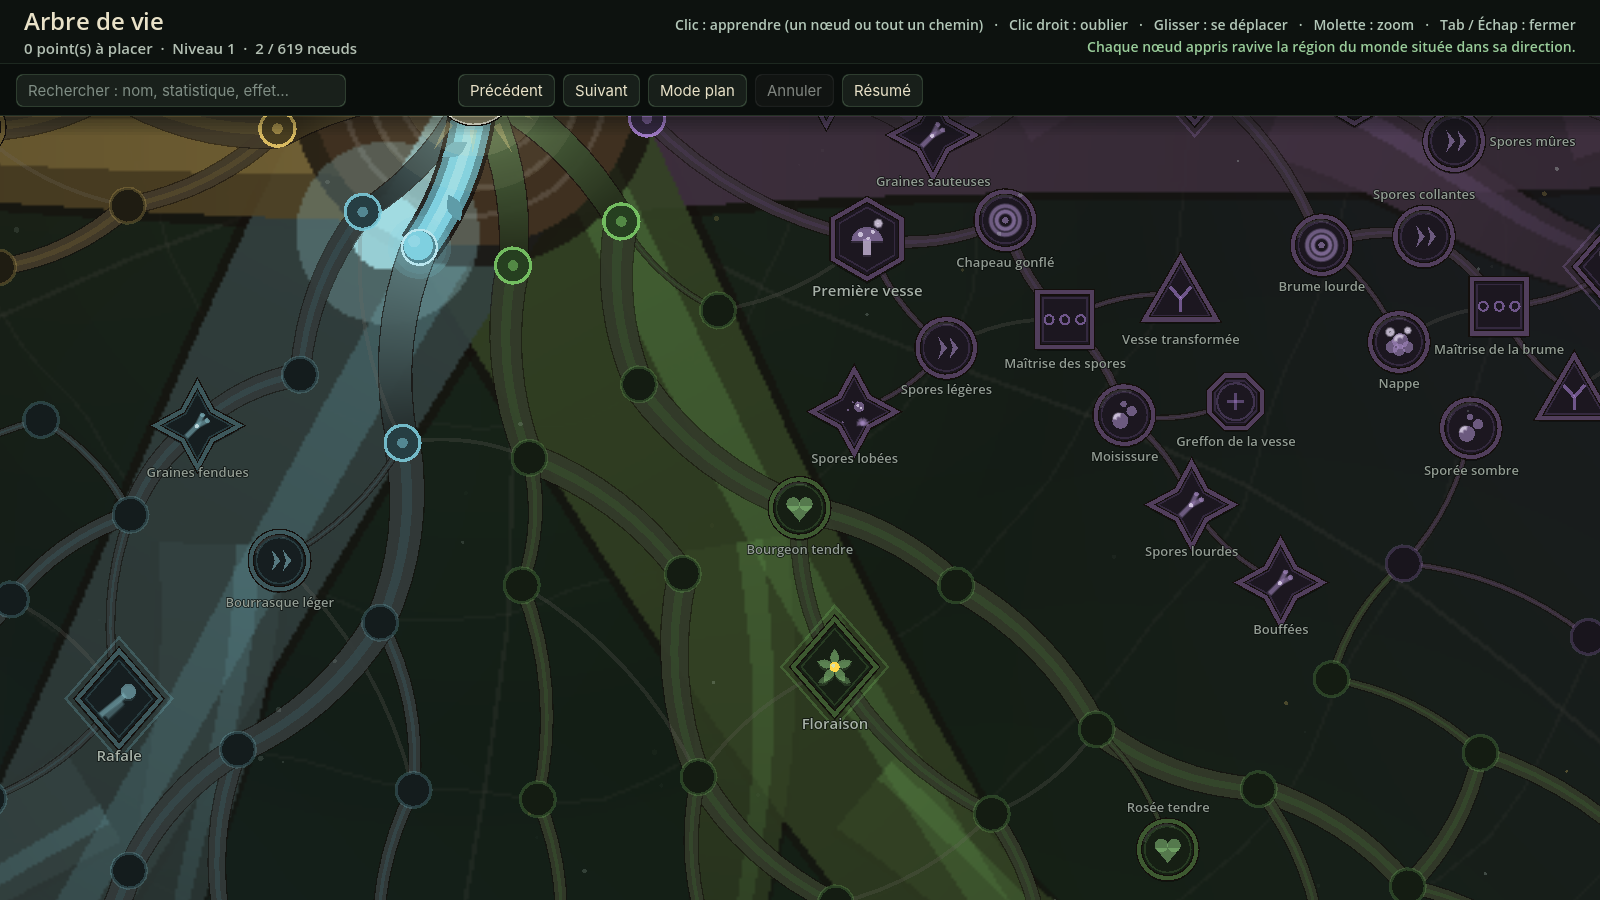 Arbre de vie
0 point(s) à placer · Niveau 1 · 2 / 619 nœuds
Clic : apprendre (un nœud ou tout un chemin) · Clic droit : oublier · Glisser : se déplacer · Molette : zoom · Tab / Échap : fermer
Chaque nœud appris ravive la région du monde située dans sa direction.
Rechercher : nom, statistique, effet...
Précédent
Suivant
Mode plan
Annuler
Résumé
Spores mûres
Graines sauteuses
Spores collantes
Chapeau gonflé
Première vesse
Brume lourde
Vesse transformée
Maîtrise des spores
Maîtrise de la brume
Spores légères
Nappe
Greffon de la vesse
Moisissure
Spores lobées
Sporée sombre
Graines fendues
Bourgeon tendre
Spores lourdes
Bourrasque léger
Bouffées
Floraison
Rafale
Rosée tendre